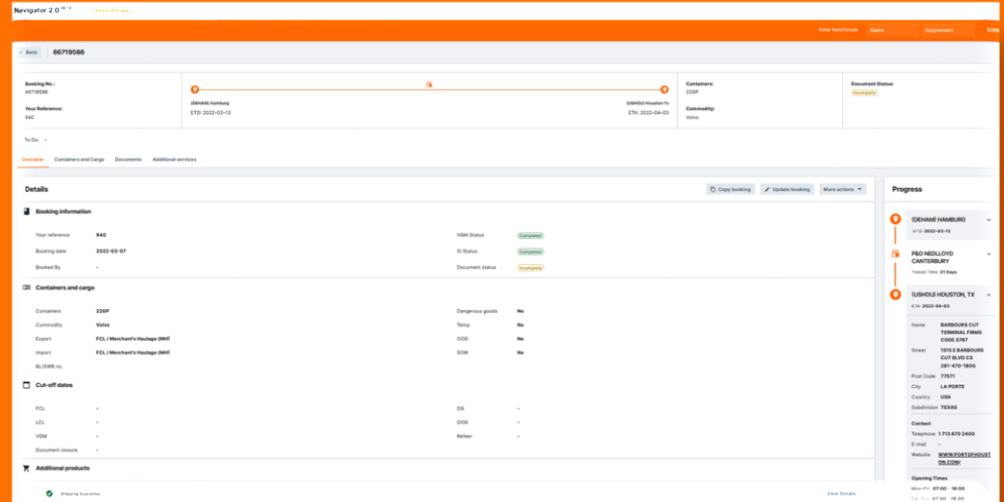 Navigator 2.0 BETA
About this app
Enter Matchcode Name Supplement
Back 66719586
Booking No.:
66719586
Your Reference:
940
(DEHAM) Hamburg
ETD: 2022-03-13
(USHOU) Houston Tx
ETA: 2022-04-03
Containers:
22GP
Commodity:
Volvo
Document Status:
Incomplete
To Do: -
Overview Containers and Cargo Documents Additional services
Details
Copy booking Update booking More actions
Booking information
Your reference 940
VGM Status Completed
Booking date 2022-03-07
SI Status Completed
Booked By -
Document status Incomplete
Containers and cargo
Containers 22GP
Dangerous goods No
Commodity Volvo
Temp No
Export FCL / Merchant's Haulage (MH)
OOG No
Import FCL / Merchant's Haulage (MH)
SOW No
BL/SWB no.
Cut-off dates
FCL -
DG -
LCL -
OOG -
VGM -
Reefer -
Document closure -
Additional products
Shipping Guarantee
View Details
Progress
(DEHAM) HAMBURG
ETD: 2022-03-13
P&O NEDLLOYD
CANTERBURY
Transit Time: 21 Days
(USHOU) HOUSTON, TX
ETA: 2022-04-03
Name BARBOURS CUT
TERMINAL FIRMS
CODE S787
Street 1515 E BARBOURS
CUT BLVD CS
281-470-1800
Post Code 77571
City LA PORTE
Country USA
Subdivision TEXAS
Contact
Telephone 1 713 670 2400
E-mail -
Website WWW.PORTOFHOUST
ON.COM/
Opening Times
Mon-Fri 07:00 - 18:00
07:00 - 18:00